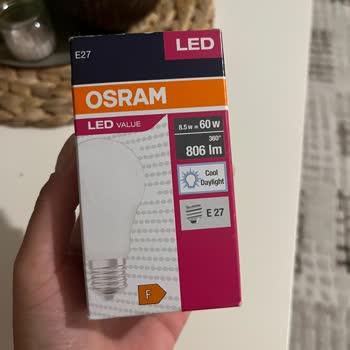 LED
E27
OSRAM
LED VALUE
8.5 w = 60 w
360°
806 lm
Cool
Daylight
E 27
F